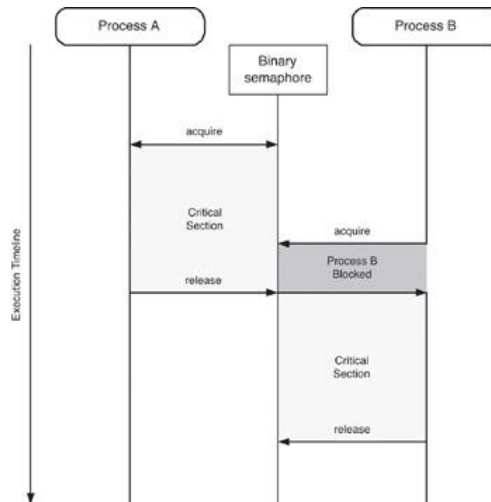 Process A
Process B
Binary
semaphore
acquire
Critical
Section
acquire
Process B
Blocked
release
Critical
Section
release
Execution Timeline